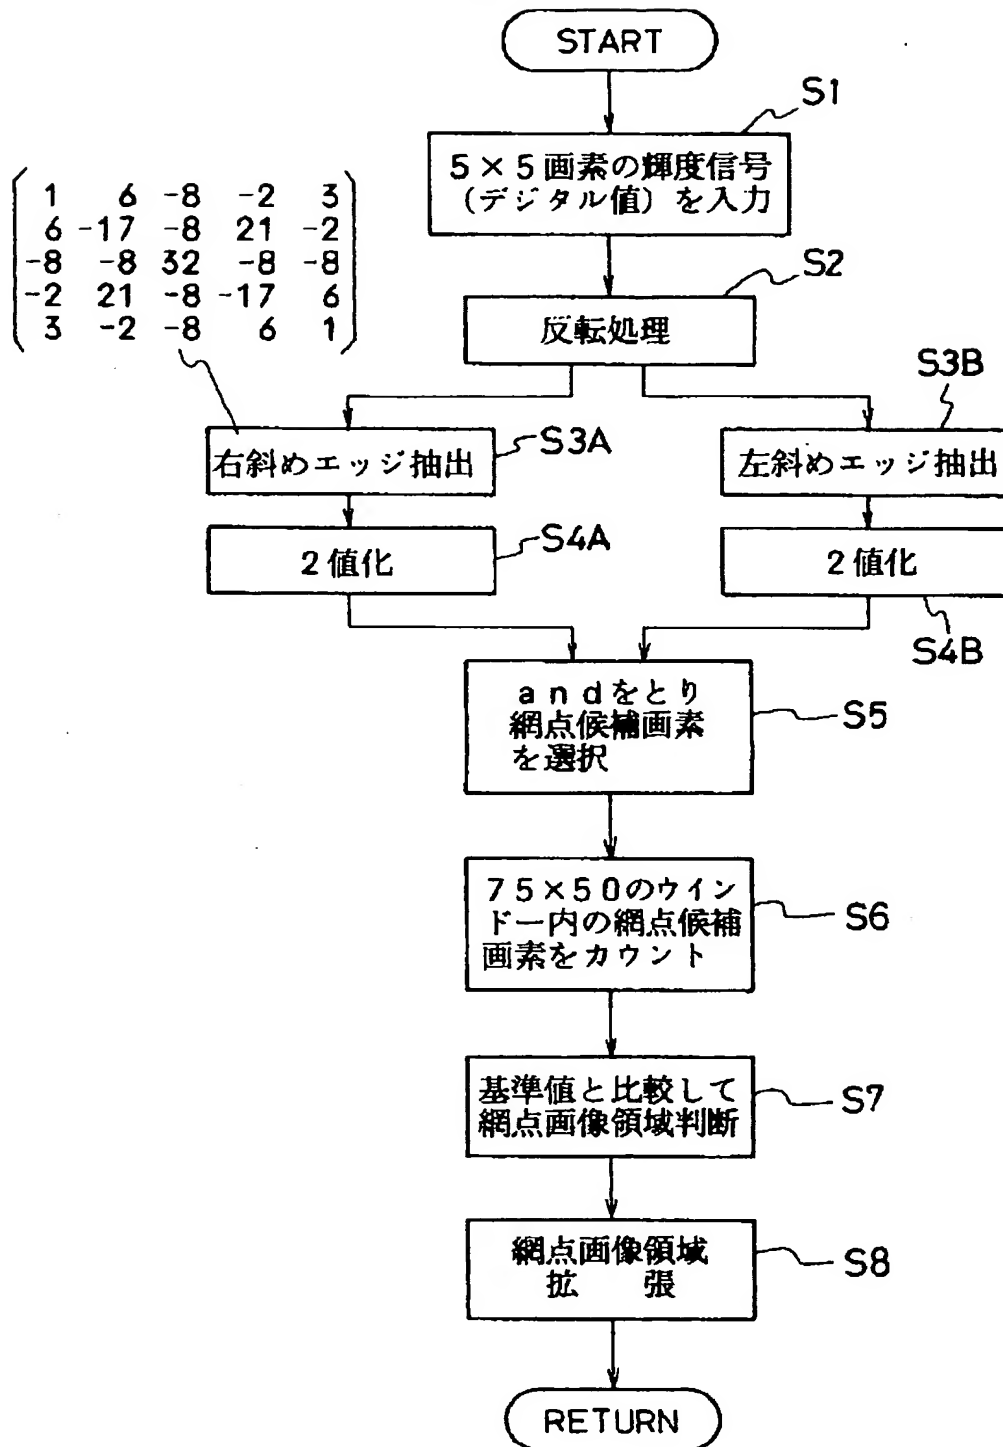 START
S1
5×5画素の輝度信号
(デジタル値)を入力
1 6 -8 -2 3
6 -17 -8 21 -2
-8 -8 32 -8 -8
-2 21 -8 -17 6
3 -2 -8 6 1
S2
反転処理
S3A
右斜めエッジ抽出
S3B
左斜めエッジ抽出
S4A
2値化
2値化
S4B
andをとり
網点候補画素
を選択
S5
75×50のウイン
ドー内の網点候補
画素をカウント
S6
基準値と比較して
網点画像領域判断
S7
網点画像領域
拡 張
S8
RETURN